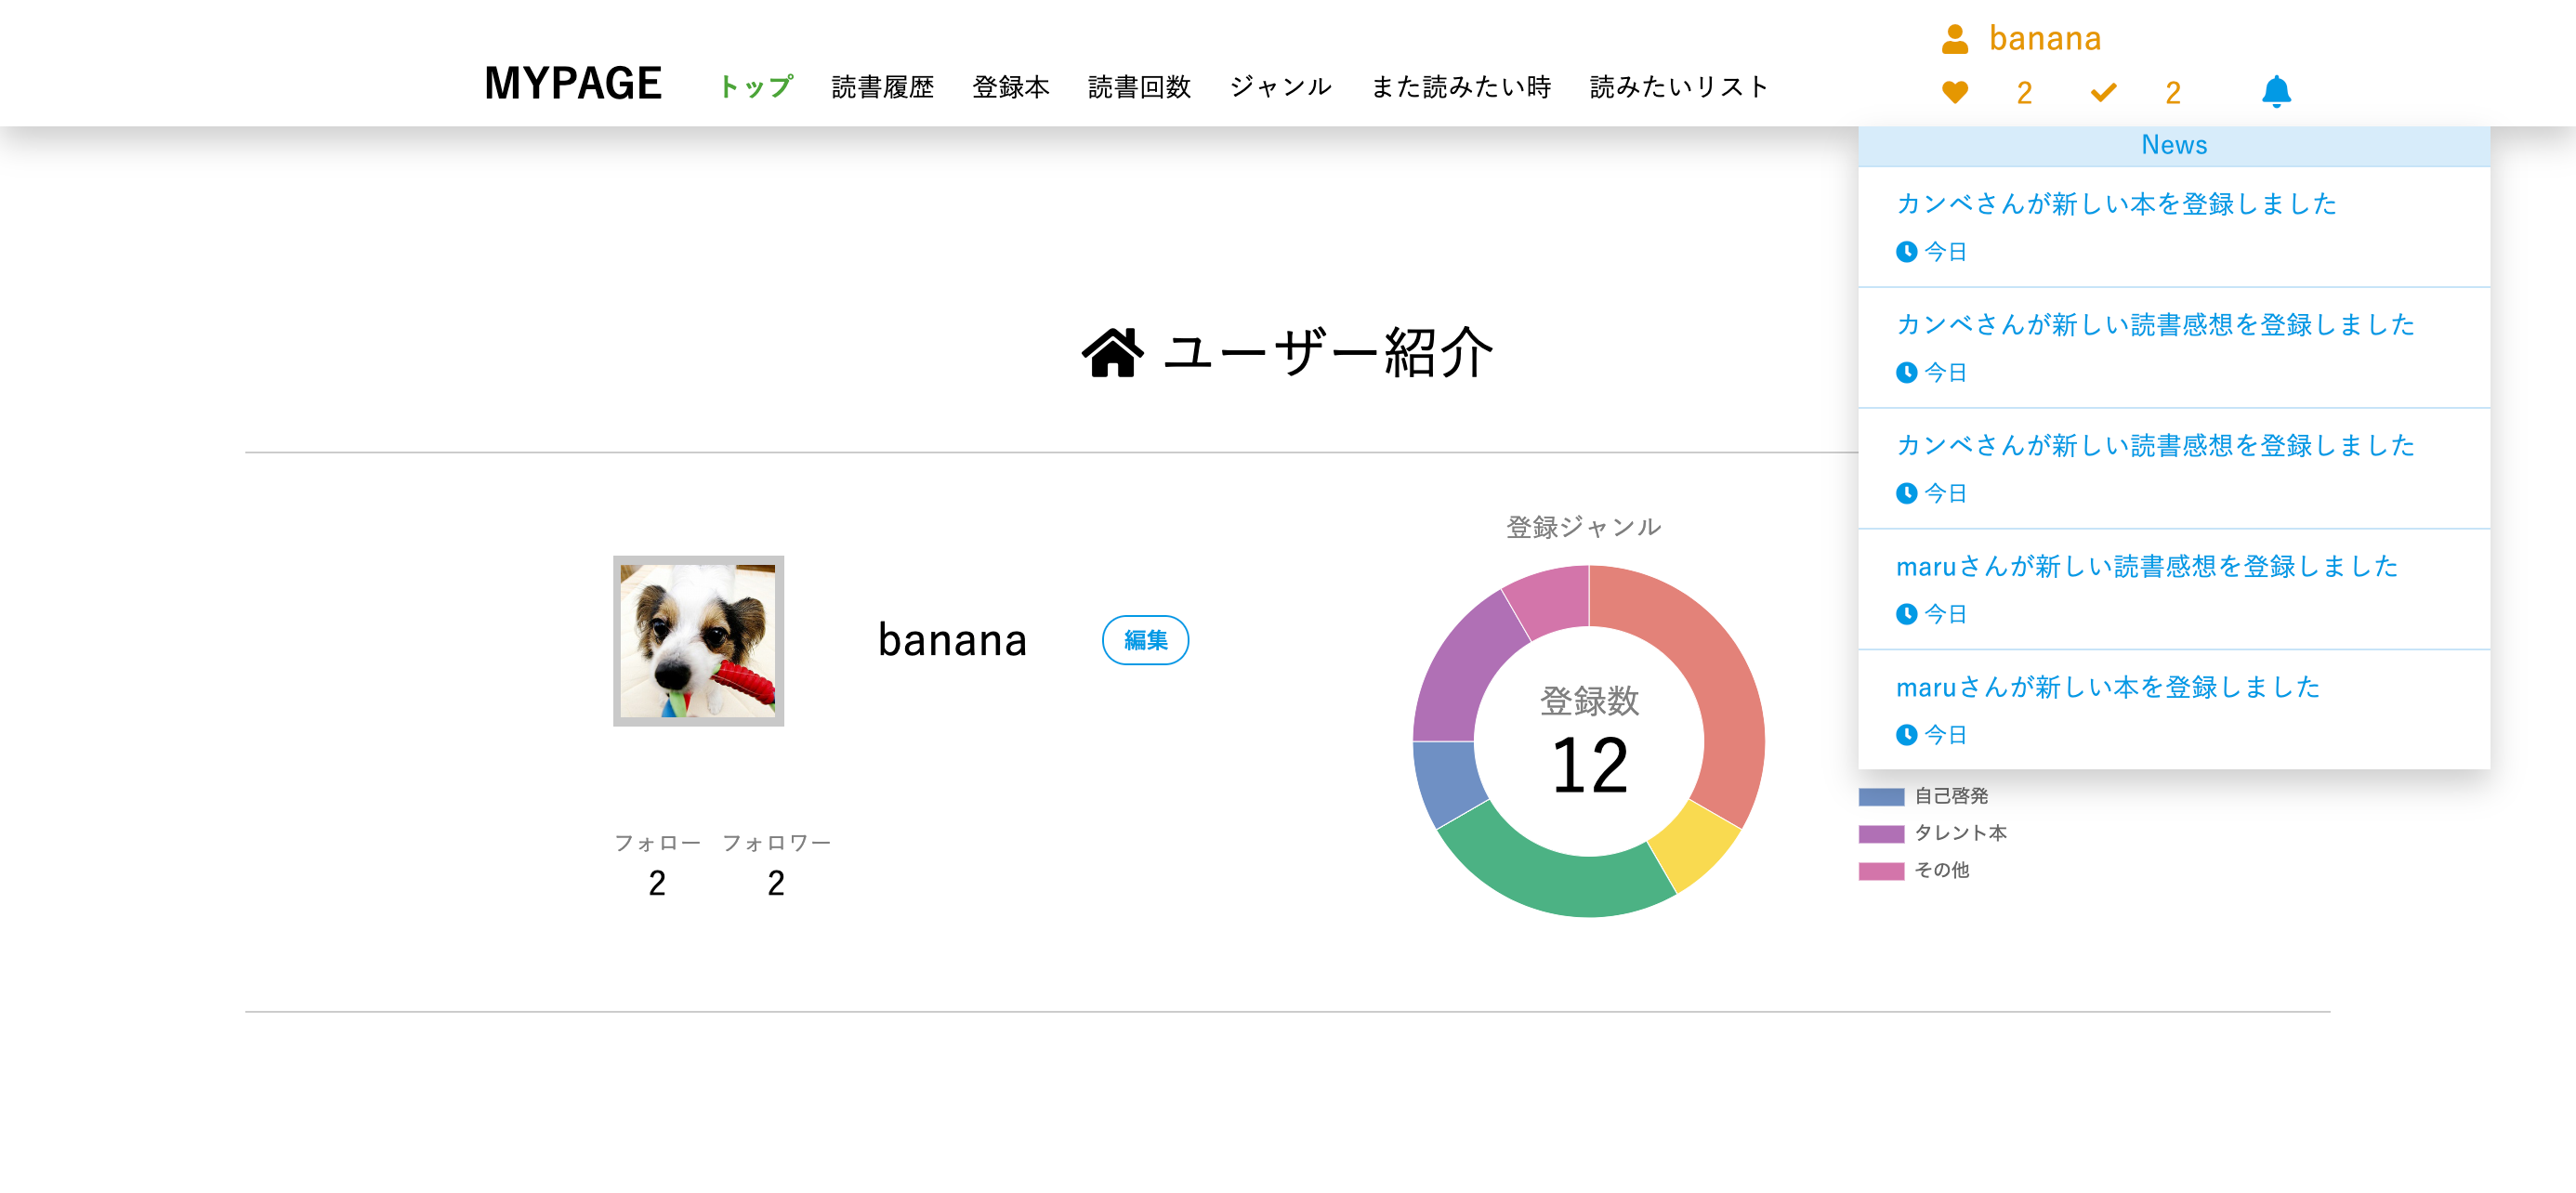 banana
MYPAGE トップ 読書履歴 登録本 読書回数 ジャンル また読みたい時 読みたいリスト
2 2
News
カンベさんが新しい本を登録しました
今日
カンベさんが新しい読書感想を登録しました
今日
カンベさんが新しい読書感想を登録しました
今日
maruさんが新しい読書感想を登録しました
今日
maruさんが新しい本を登録しました
今日
ユーザー紹介
banana 編集
フォロー フォロワー
2 2
登録ジャンル
登録数
12
自己啓発
タレント本
その他